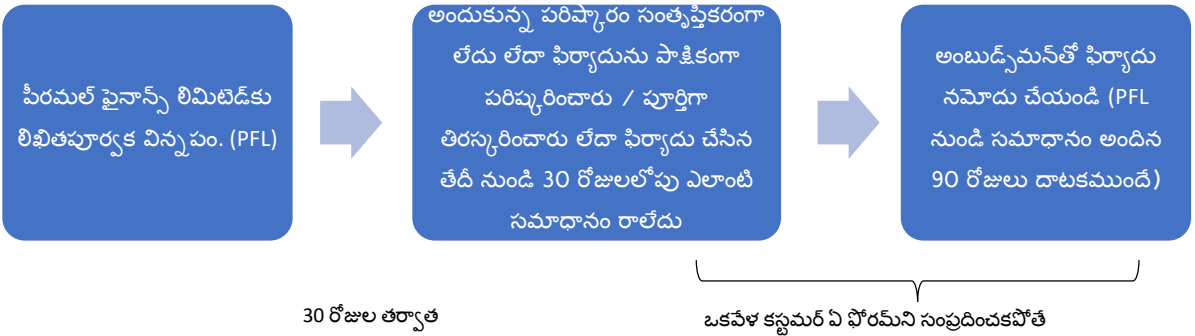 పీరమల్ ఫైనాన్స్ లిమిటెడ్‌కు
లిఖితపూర్వక విన్నపం. (PFL)
అందుకున్న పరిష్కారం సంతృప్తికరంగా
లేదు లేదా ఫిర్యాదును పాక్షికంగా
పరిష్కరించారు / పూర్తిగా
తిరస్కరించారు లేదా ఫిర్యాదు చేసిన
తేదీ నుండి 30 రోజులలోపు ఎలాంటి
సమాధానం రాలేదు
అంబుడ్స్‌మన్‌తో ఫిర్యాదు
నమోదు చేయండి (PFL
నుండి సమాధానం అందిన
90 రోజులు దాటకముందే)
30 రోజుల తర్వాత
ఒకవేళ కస్టమర్ ఏ ఫోరమ్‌ని సంప్రదించకపోతే